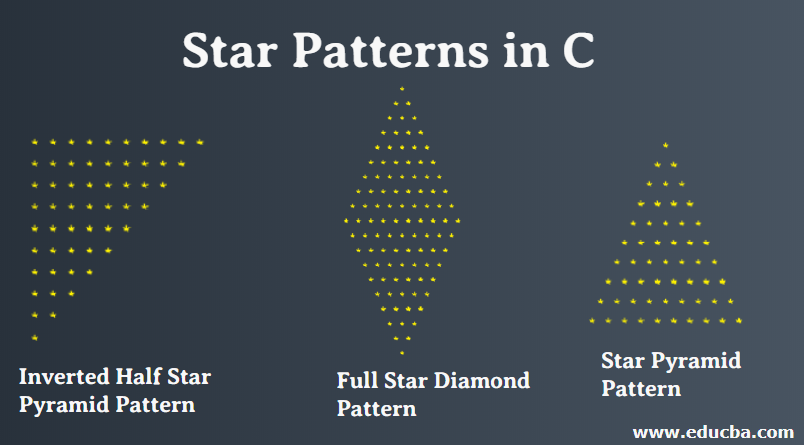 Star Patterns in C
Inverted Half Star
Pyramid Pattern
Full Star Diamond
Pattern
Star Pyramid
Pattern
www.educba.com